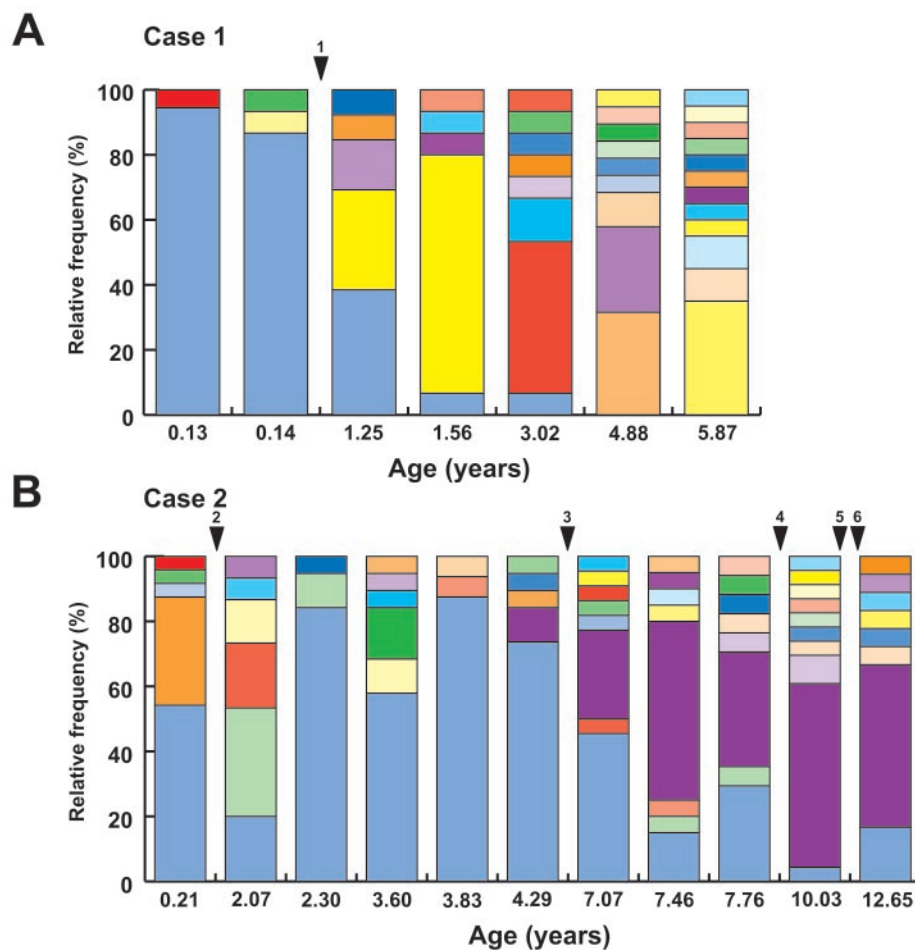 A
Case 1
1
Relative frequency (%)
100
80
60
40
20
0
0.13 0.14 1.25 1.56 3.02 4.88 5.87
Age (years)
B
Case 2
2 3 4 5 6
Relative frequency (%)
100
80
60
40
20
0
0.21 2.07 2.30 3.60 3.83 4.29 7.07 7.46 7.76 10.03 12.65
Age (years)